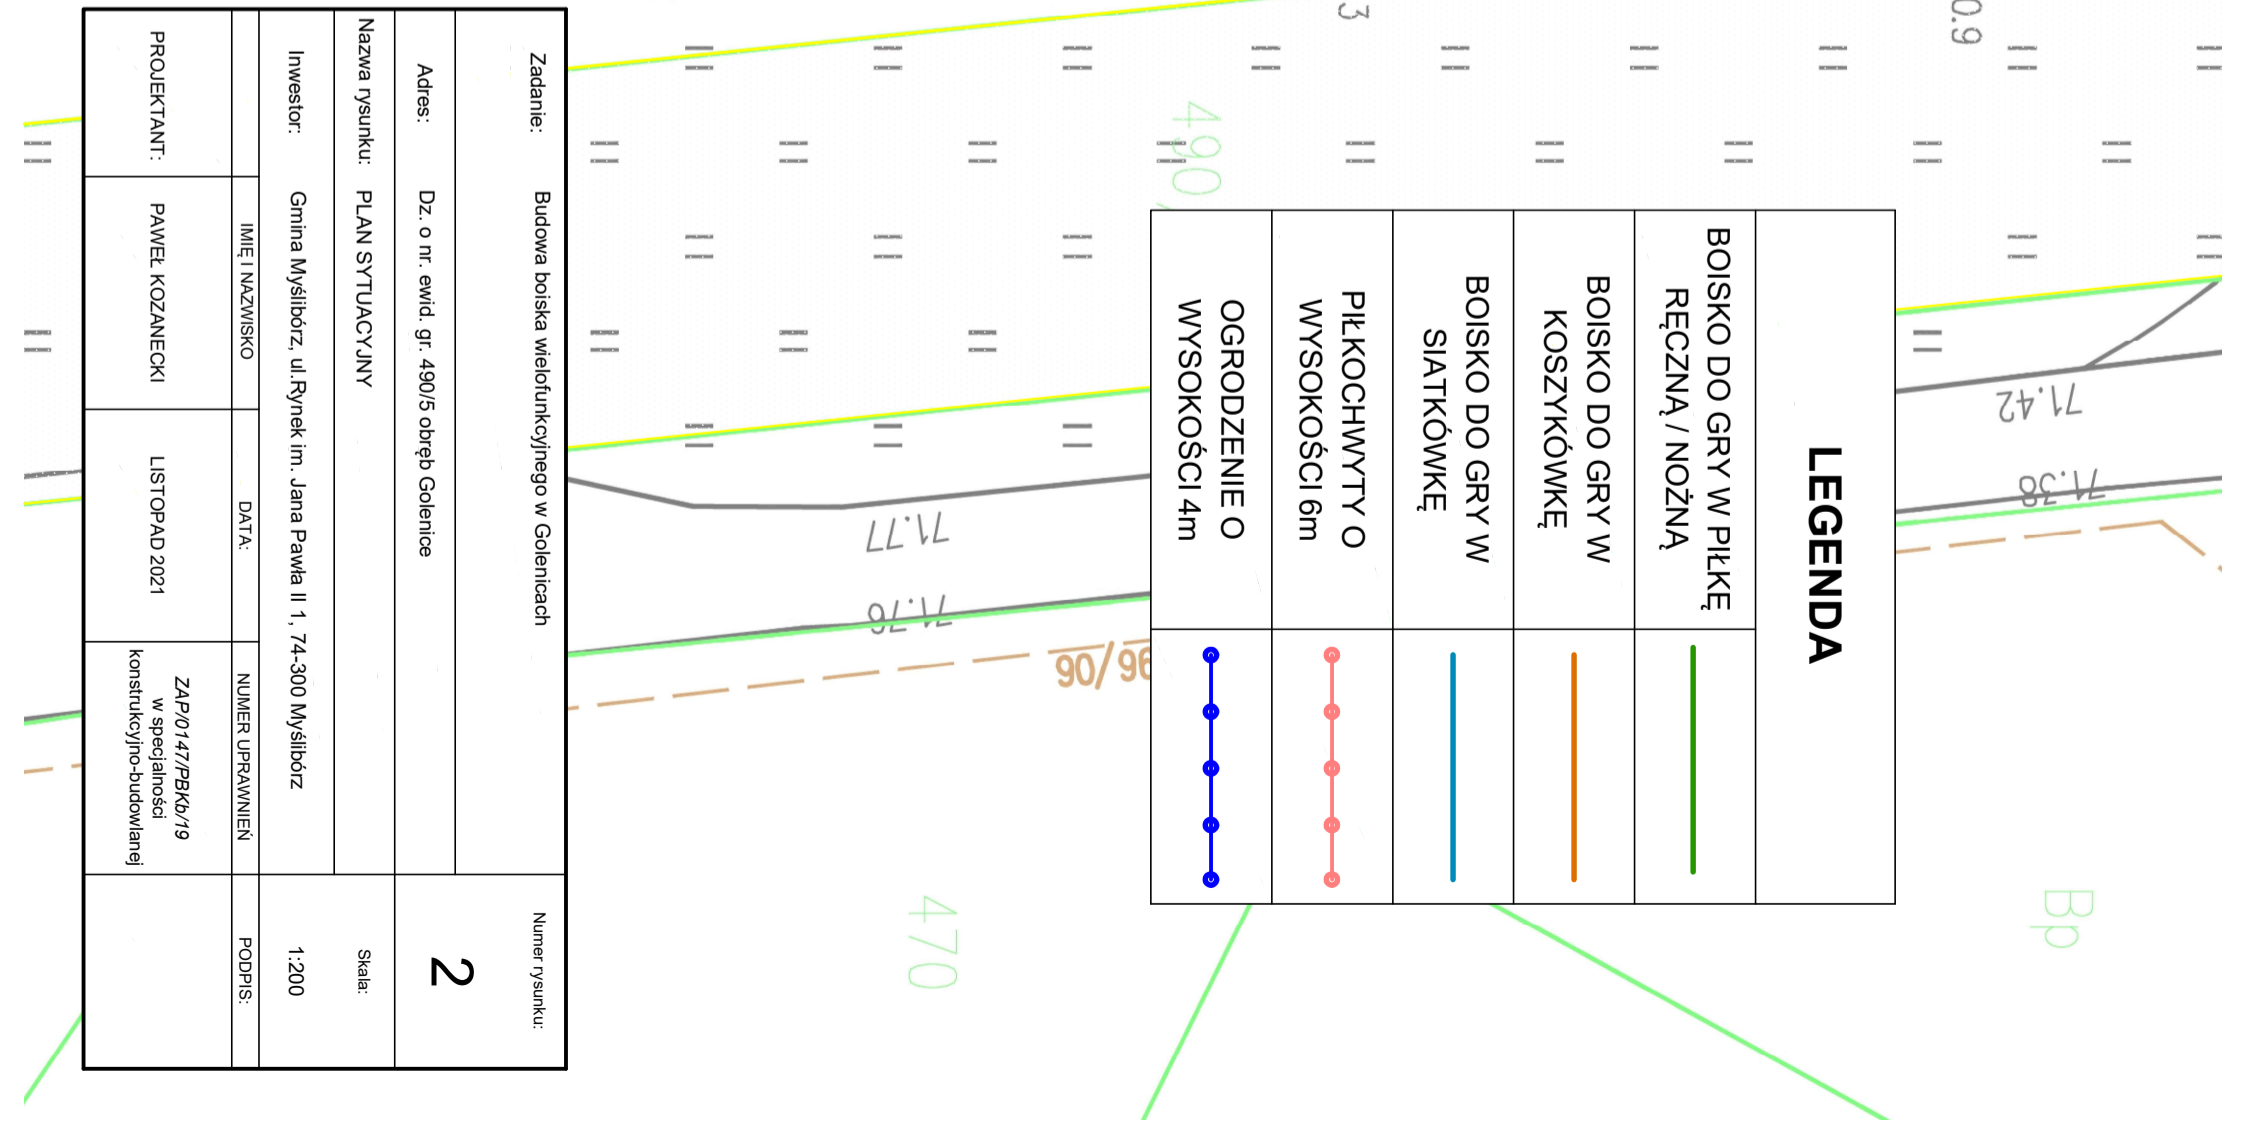 LEGENDA
BOISKO DO GRY W PIŁKĘ
RĘCZNĄ / NOŻNĄ
BOISKO DO GRY W
KOSZYKÓWKĘ
BOISKO DO GRY W
SIATKÓWKĘ
PIŁKOCHWYTY O
WYSOKOŚCI 6m
OGRODZENIE O
WYSOKOŚCI 4m
Zadanie:
Budowa boiska wielofunkcyjnego w Golenicach
Numer rysunku:
2
Adres:
Dz. o nr. ewid. gr. 490/5 obręb Golenice
Nazwa rysunku:
PLAN SYTUACYJNY
Skala:
1:200
Inwestor:
Gmina Myślibórz, ul.Rynek im. Jana Pawła II 1, 74-300 Myślibórz
IMIĘ I NAZWISKO
DATA:
NUMER UPRAWNIEŃ
PODPIS:
PROJEKTANT:
PAWEŁ KOZANECKI
LISTOPAD 2021
ZAP/0147/PBKb/19
w specjalności
konstrukcyjno-budowlanej
0.9
3
490
71.42
71.38
71.77
71.76
90/96
470
Bp